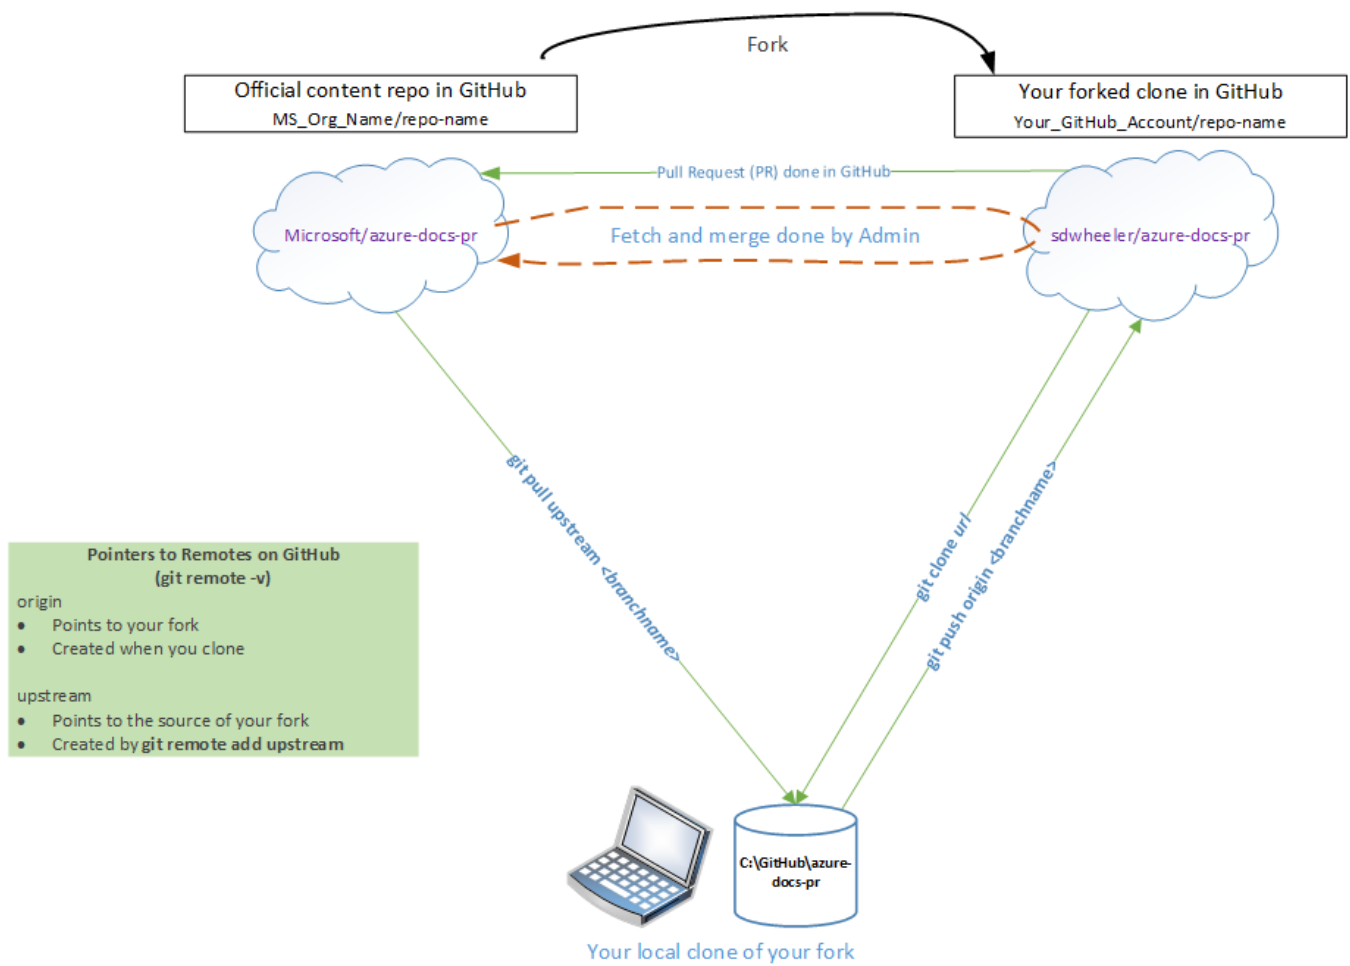 Fork
Official content repo in GitHub
MS_Org_Name/repo-name
Your forked clone in GitHub
Your_GitHub_Account/repo-name
Pull Request (PR) done in GitHub
Microsoft/azure-docs-pr
Fetch and merge done by Admin
sdwheeler/azure-docs-pr
git pull upstream <branchname>
git clone url
git push origin <branchname>
Pointers to Remotes on GitHub
(git remote -v)
origin
• Points to your fork
• Created when you clone
upstream
• Points to the source of your fork
• Created by git remote add upstream
C:\GitHub\azure-
docs-pr
Your local clone of your fork